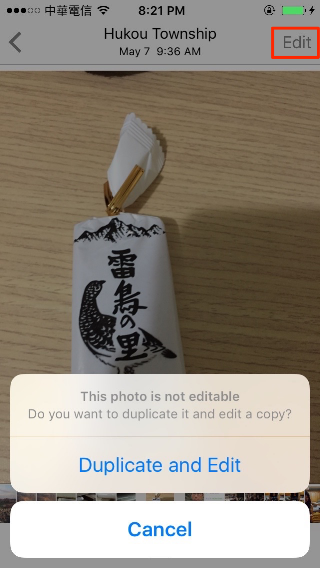 中華電信
8:21 PM
Hukou Township
May 7  9:36 AM
Edit
雷鳥の里
This photo is not editable
Do you want to duplicate it and edit a copy?
Duplicate and Edit
Cancel